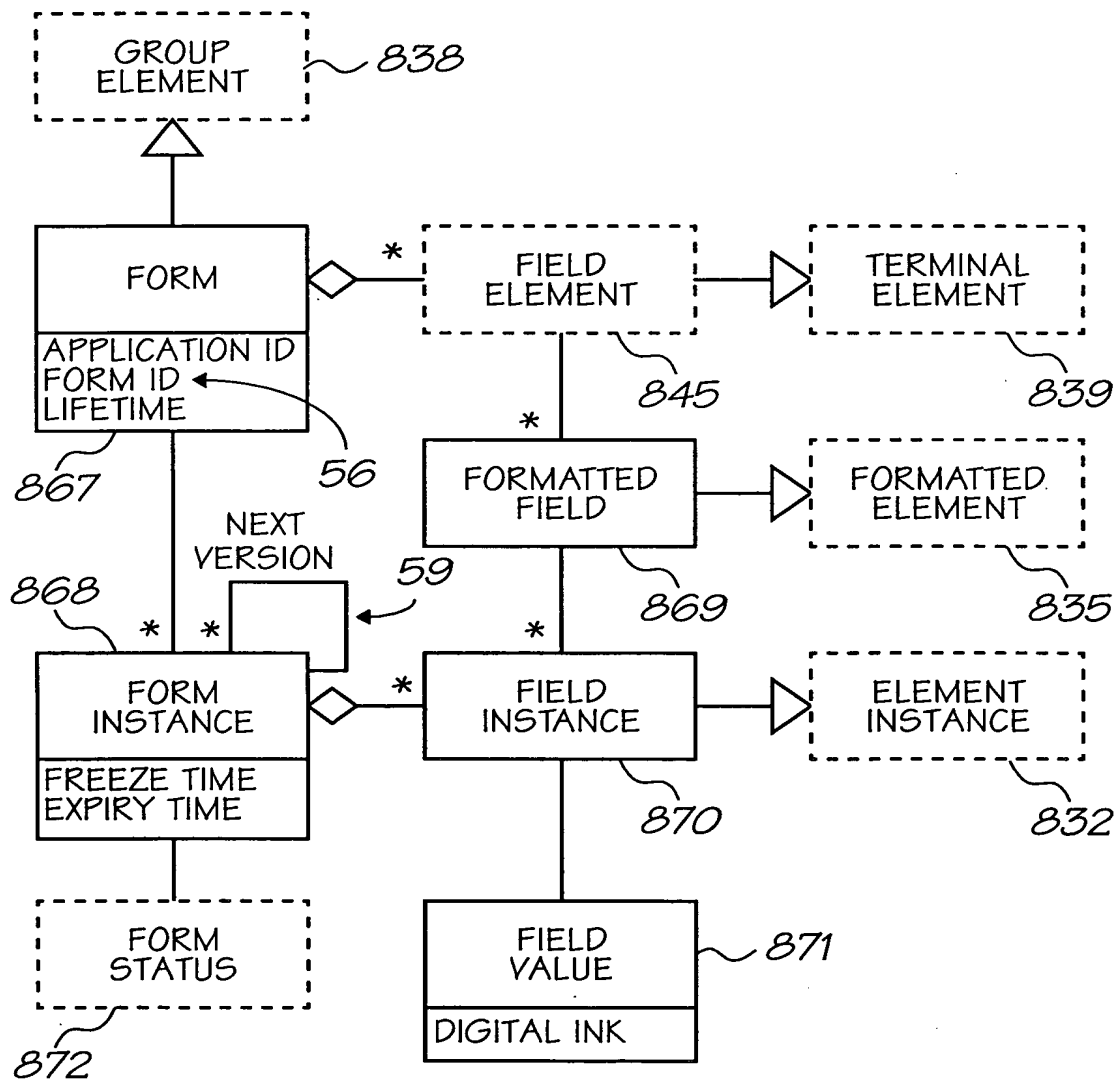 GROUP
ELEMENT
838
FORM
*
FIELD
ELEMENT
TERMINAL
ELEMENT
APPLICATION ID
FORM ID
LIFETIME
845
839
867
56
*
FORMATTED
FIELD
FORMATTED
ELEMENT
NEXT
VERSION
868
59
869
835
*
*
*
FORM
INSTANCE
*
FIELD
INSTANCE
ELEMENT
INSTANCE
FREEZE TIME
EXPIRY TIME
870
832
FORM
STATUS
FIELD
VALUE
871
872
DIGITAL INK